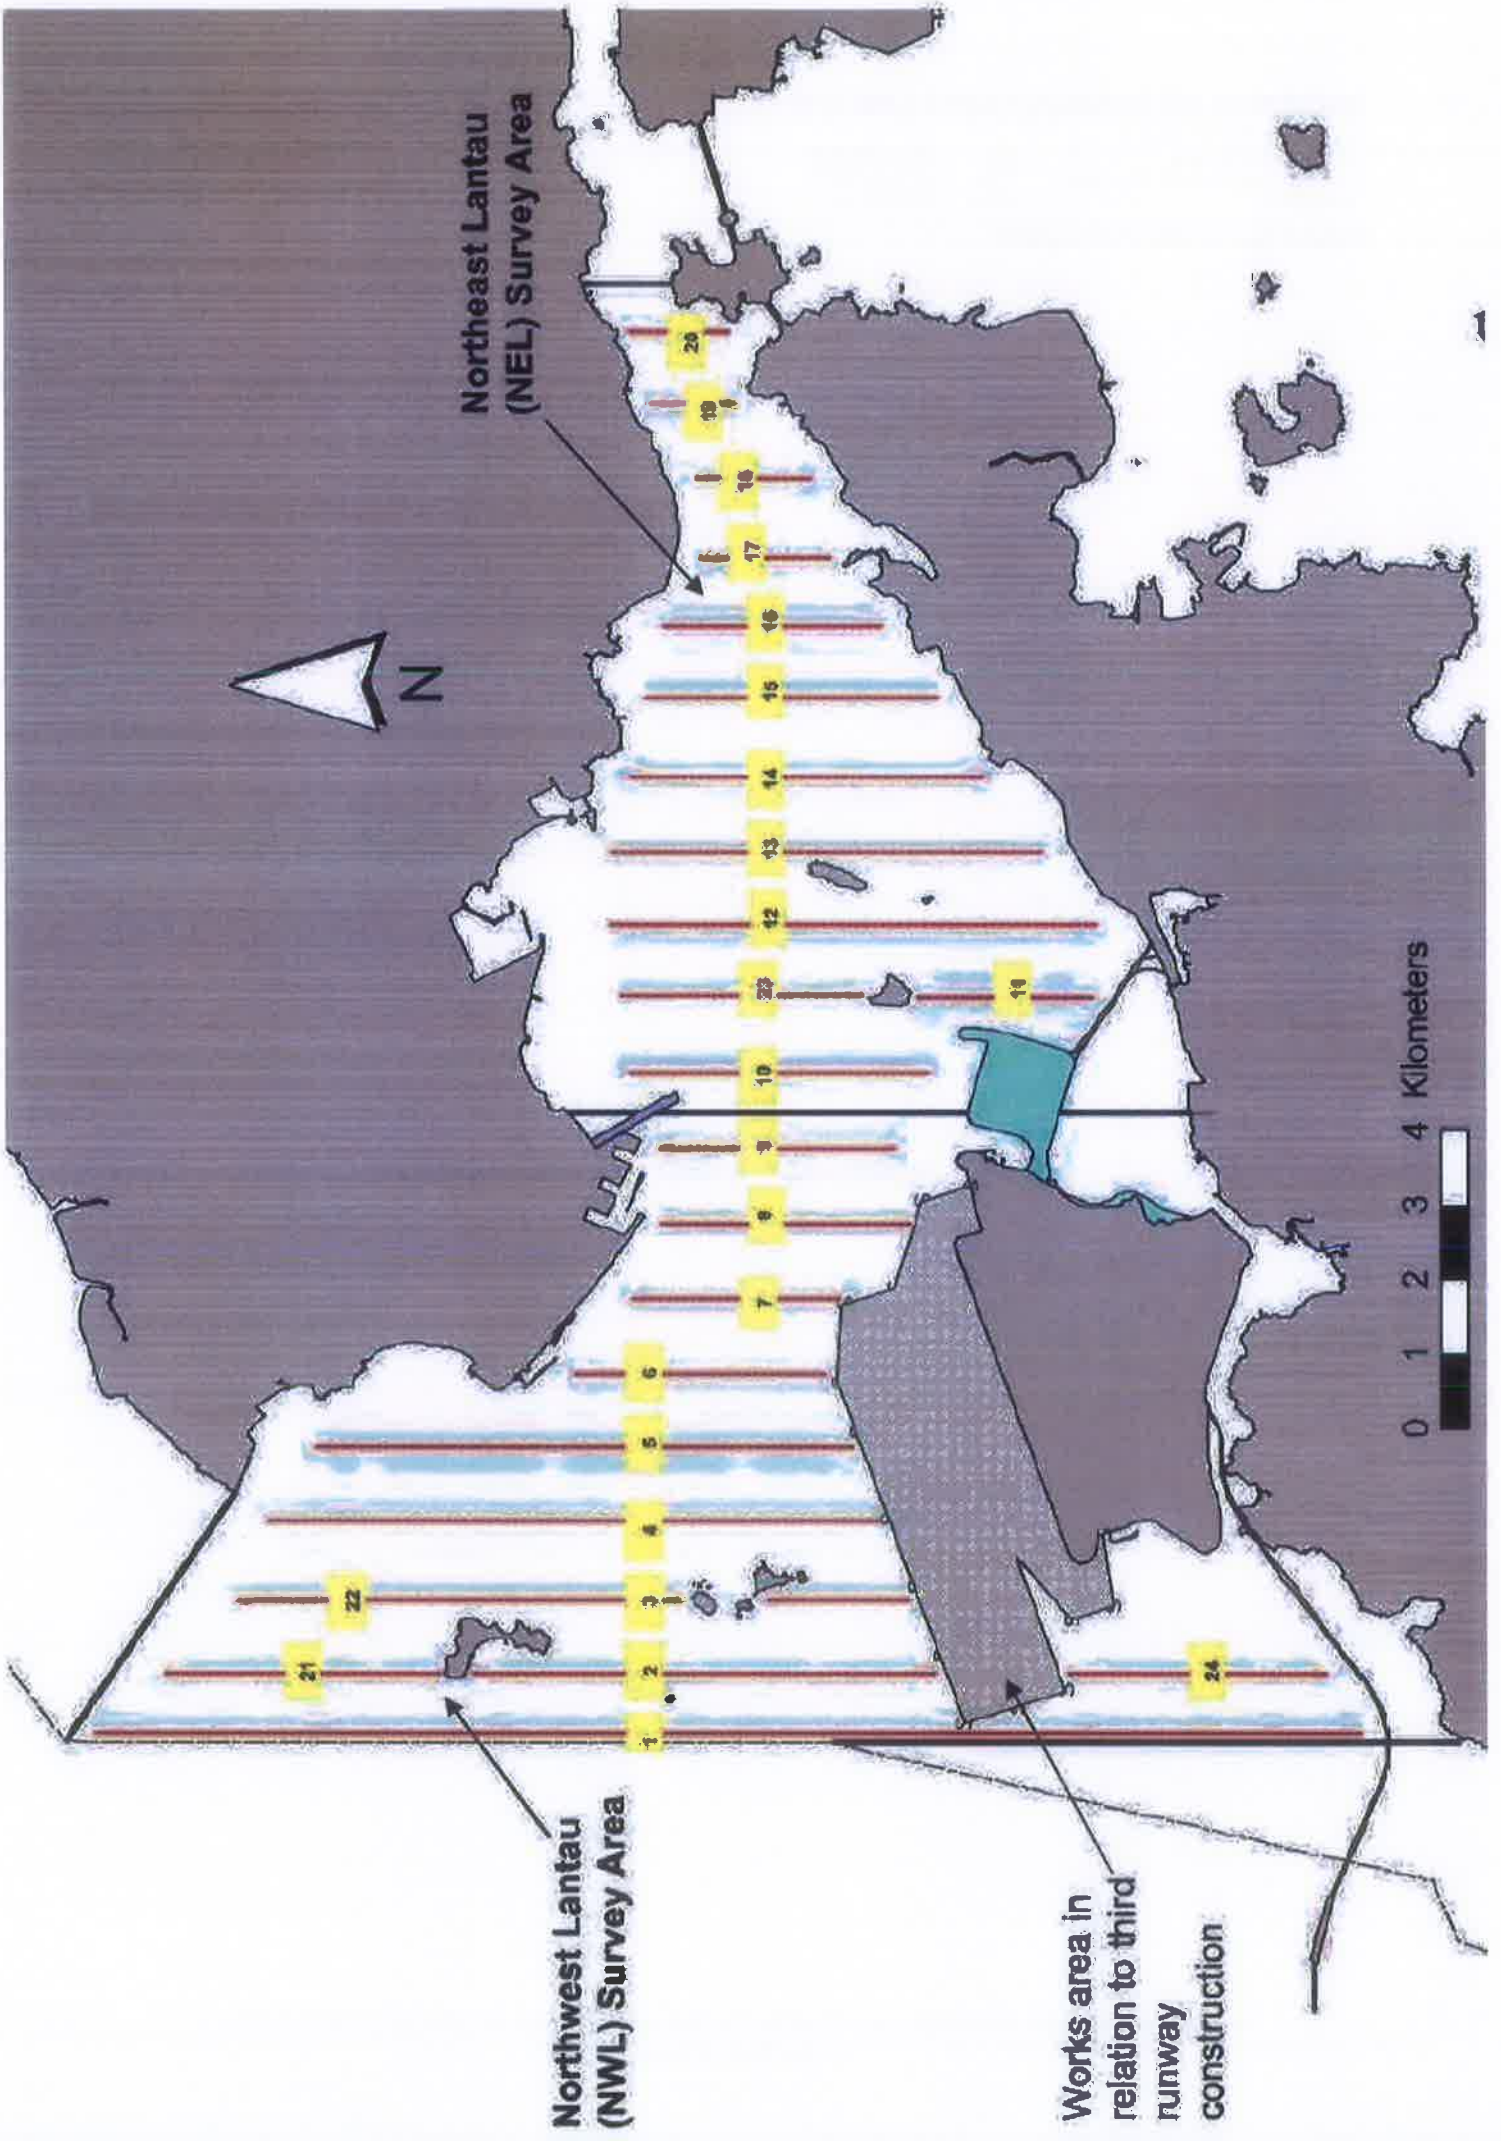 Northwest Lantau
(NWL) Survey Area
Northeast Lantau
(NEL) Survey Area
Works area in
relation to third
runway
construction
N
21
22
1
2
3
4
5
6
7
8
9
10
23
11
12
13
14
15
16
17
18
19
20
24
0 1 2 3 4 Kilometers